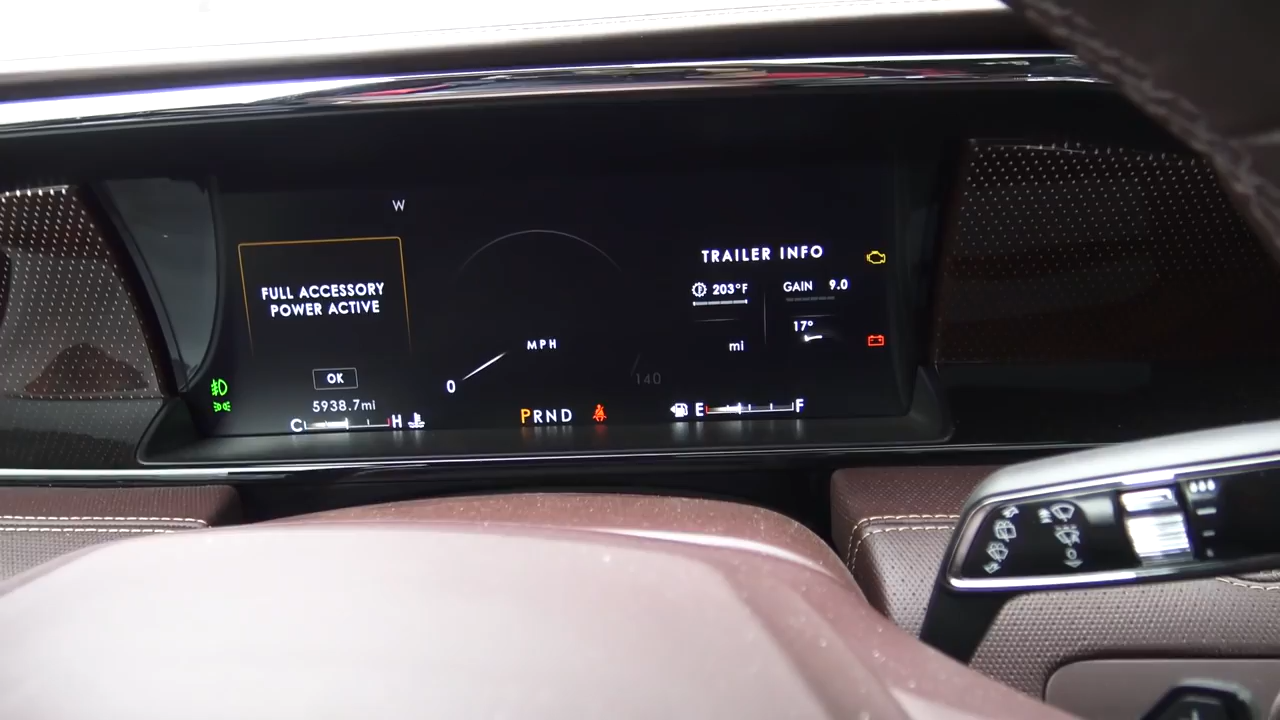 W
FULL ACCESSORY
POWER ACTIVE
OK
5938.7mi
C H
0
MPH
140
PRND
TRAILER INFO
203°F
GAIN 9.0
17°
mi
E F